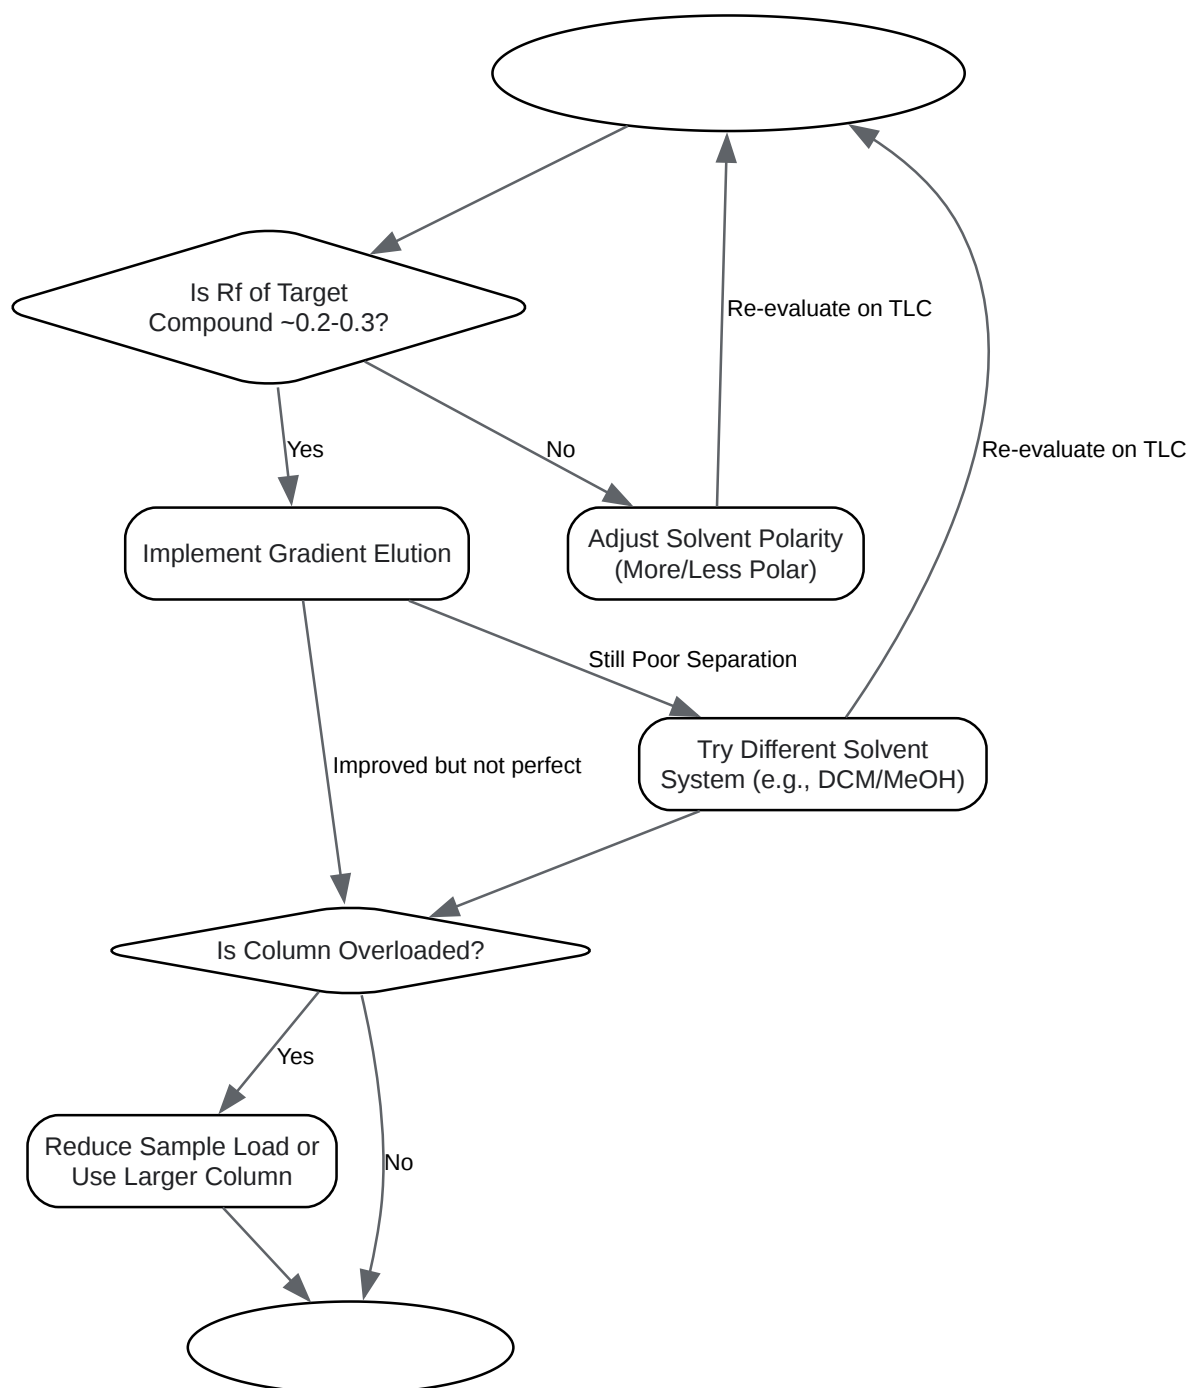 Is Rf of Target
Compound ~0.2-0.3?
Re-evaluate on TLC
Yes
No
Re-evaluate on TLC
Implement Gradient Elution
Adjust Solvent Polarity
(More/Less Polar)
Still Poor Separation
Improved but not perfect
Try Different Solvent
System (e.g., DCM/MeOH)
Is Column Overloaded?
Yes
Reduce Sample Load or
Use Larger Column
No